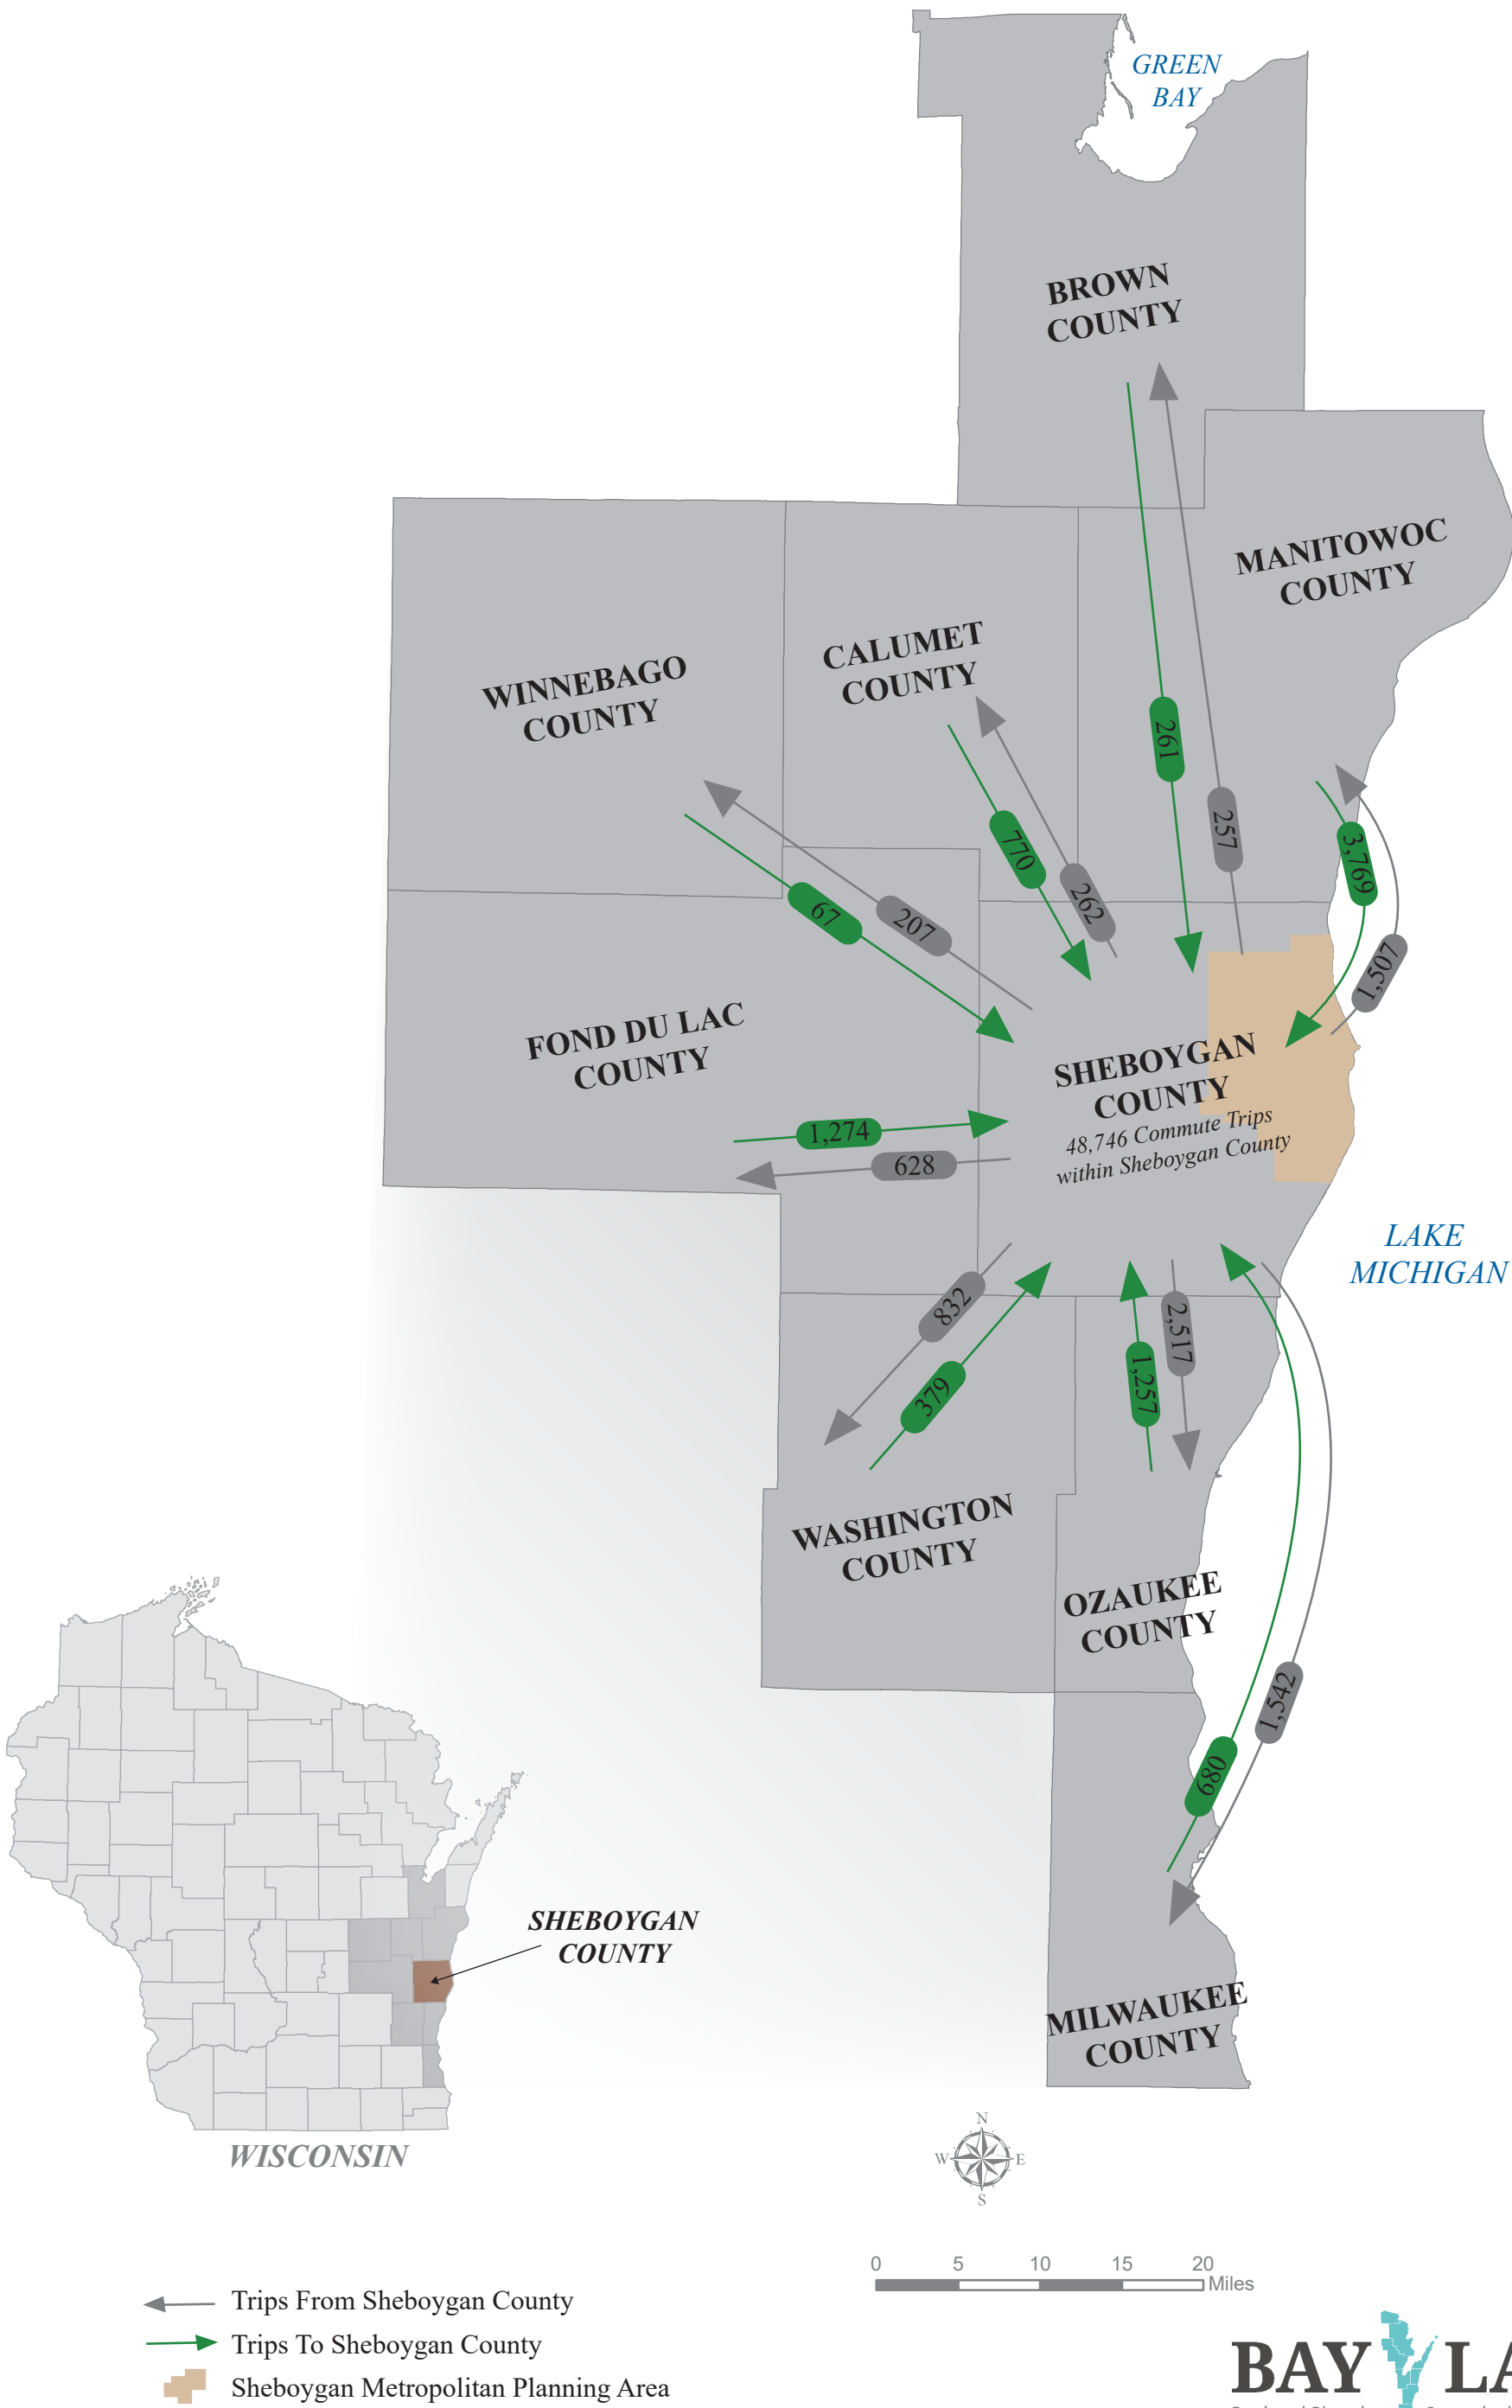 GREEN
BAY
BROWN
COUNTY
MANITOWOC
COUNTY
CALUMET
COUNTY
WINNEBAGO
COUNTY
261
257
770
262
3,769
67
207
1,507
FOND DU LAC
COUNTY
SHEBOYGAN
COUNTY
48,746 Commute Trips
within Sheboygan County
1,274
628
LAKE
MICHIGAN
832
379
2,517
1,257
WASHINGTON
COUNTY
OZAUKEE
COUNTY
1,542
680
SHEBOYGAN
COUNTY
MILWAUKEE
COUNTY
WISCONSIN
N
W
E
S
0 5 10 15 20
Miles
Trips From Sheboygan County
Trips To Sheboygan County
Sheboygan Metropolitan Planning Area
BAY LA